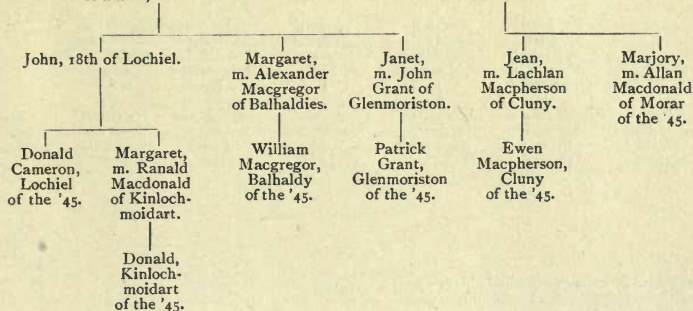 John, 18th of Lochiel.
Margaret,
m. Alexander
Macgregor
of Balhaldies.
Janet,
m. John
Grant of
Glenmoriston.
Jean,
m. Lachlan
Macpherson
of Cluny.
Marjory,
m. Allan
Macdonald
of Morar
of the '45.
Donald
Cameron,
Lochiel
of the '45.
Margaret,
m. Ranald
Macdonald
of Kinloch-
moidart.
William
Macgregor,
Balhaldy
of the '45.
Patrick
Grant,
Glenmoriston
of the '45.
Ewen
Macpherson,
Cluny
of the '45.
Donald,
Kinloch-
moidart
of the '45.